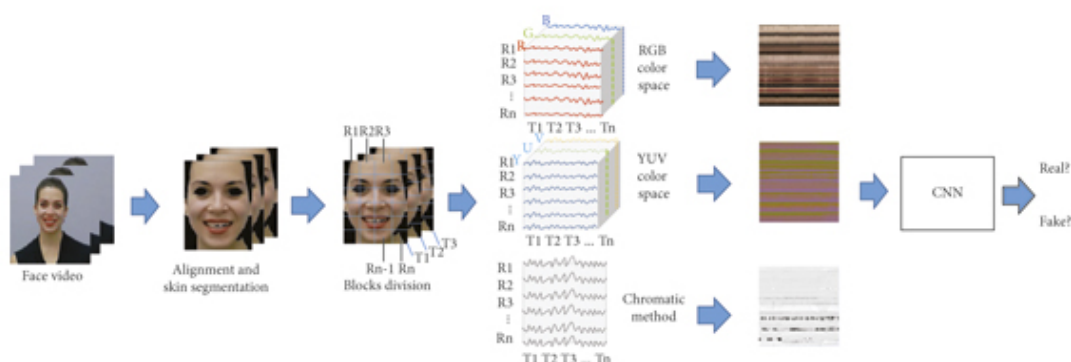 Face video
Alignment and
skin segmentation
R1R2R3
T3
T2
T1
Rn-1 Rn
Blocks division
B
G
R
R1
R2
R3
...
Rn
T1 T2 T3 ... Tn
RGB
color
space
V
U
Y
R1
R2
R3
...
Rn
T1 T2 T3 ... Tn
YUV
color
space
R1
R2
R3
...
Rn
T1 T2 T3 ... Tn
Chromatic
method
CNN
Real?
Fake?